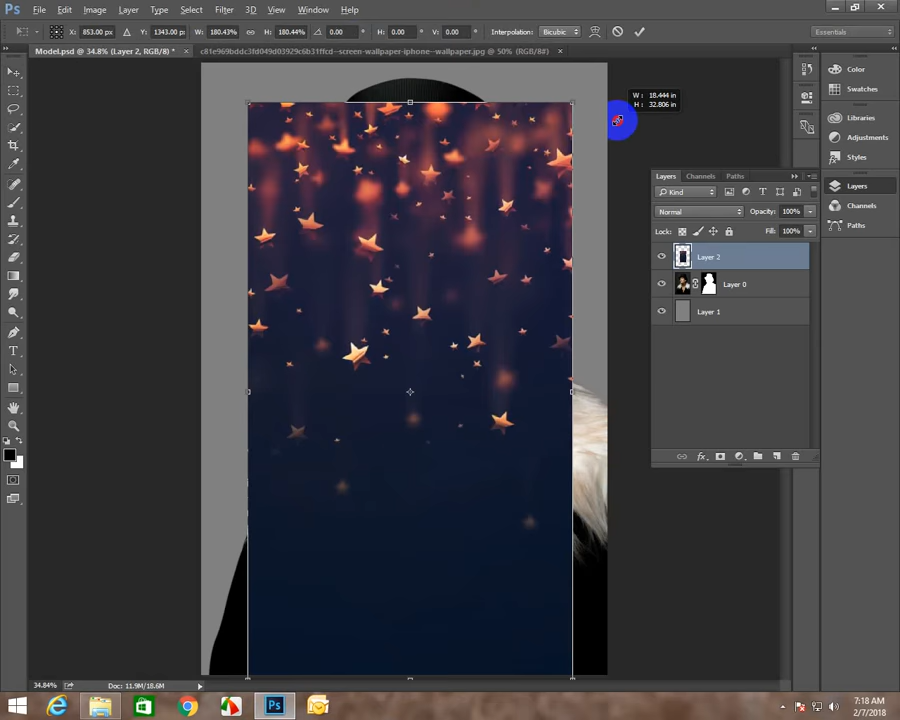 Ps File Edit Image Layer Type Select Filter 3D View Window Help
X: 853.00 px Y: 1343.00 px W: 180.43% H: 180.44% 0.00 ° H: 0.00 ° V: 0.00 ° Interpolation: Bicubic Essentials
Model.psd @ 34.8% (Layer 2, RGB/8) * × c81e969bddc3fd049d03926b31ffcd--screen-wallpaper-iphone--wallpaper.jpg @ 50% (RGB/8#) ×
W : 18.444 in
H : 32.806 in
Color
Swatches
Libraries
Adjustments
Styles
Layers
Channels
Paths
Layers Channels Paths
Kind
Normal Opacity: 100%
Lock: Fill: 100%
Layer 2
Layer 0
Layer 1
fx
34.84% Doc: 11.9M/18.6M
Ps
7:18 AM
2/7/2018